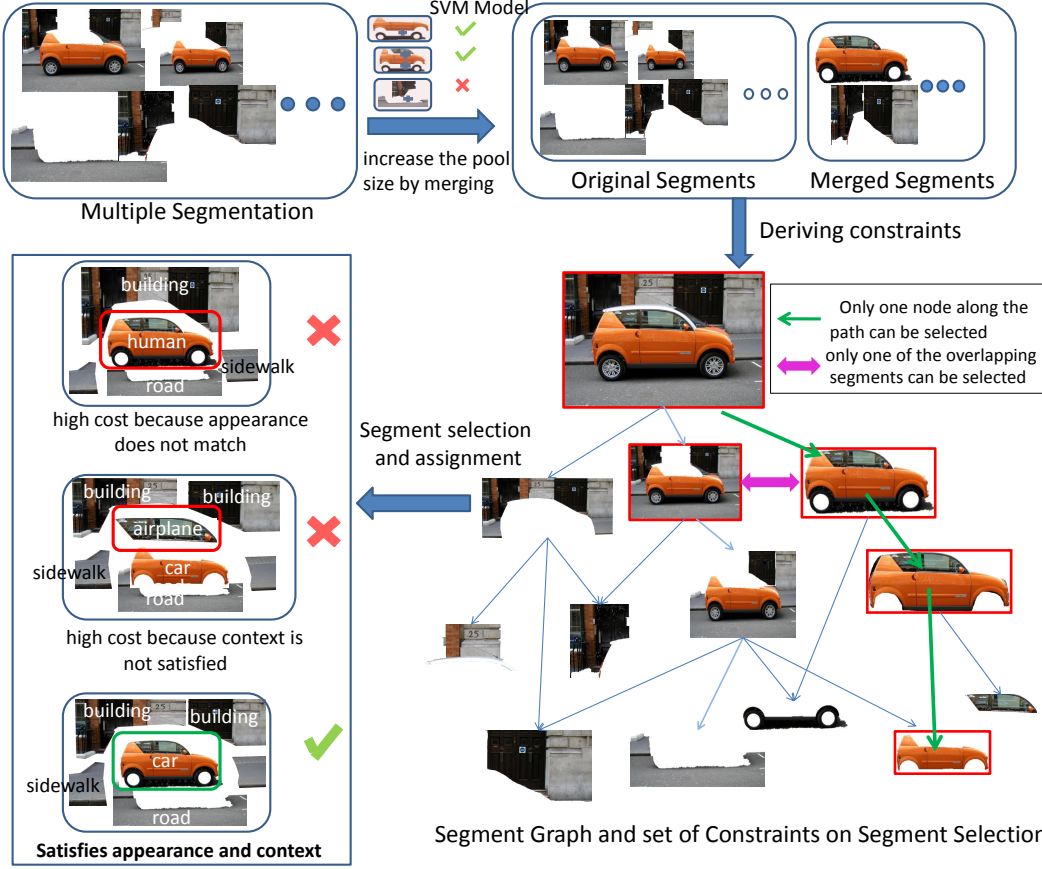 SVM Model
increase the pool
size by merging
Multiple Segmentation
Original Segments
Merged Segments
Deriving constraints
Only one node along the
path can be selected
only one of the overlapping
segments can be selected
building
human
sidewalk
road
high cost because appearance
does not match
Segment selection
and assignment
building
building
airplane
car
sidewalk
road
high cost because context is
not satisfied
building
building
car
sidewalk
road
Satisfies appearance and context
25
25
Segment Graph and set of Constraints on Segment Selection